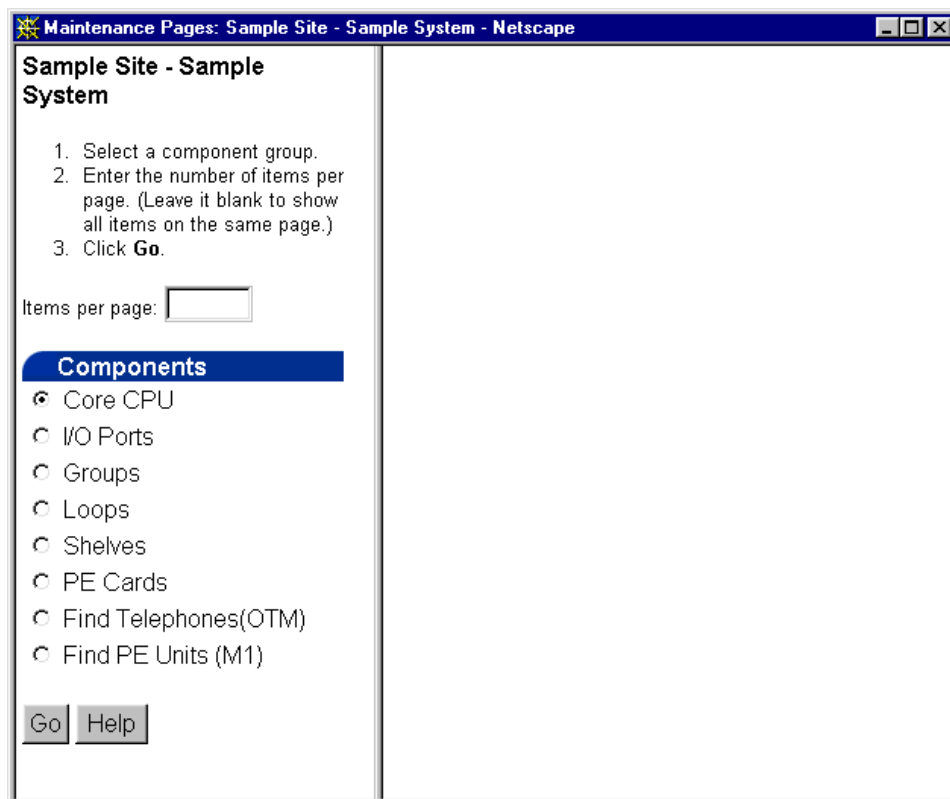 Maintenance Pages: Sample Site - Sample System - Netscape
Sample Site - Sample
System
1. Select a component group.
2. Enter the number of items per
page. (Leave it blank to show
all items on the same page.)
3. Click Go.
Items per page:
Components
Core CPU
I/O Ports
Groups
Loops
Shelves
PE Cards
Find Telephones(OTM)
Find PE Units (M1)
Go Help